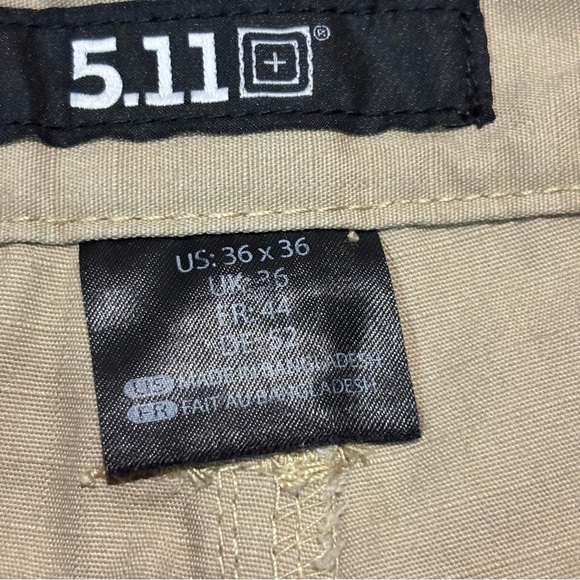 5.11®
US: 36 x 36
UK: 36
FR: 44
DE: 52
US MADE IN BANGLADESH
FR FAIT AU BANGLADESH